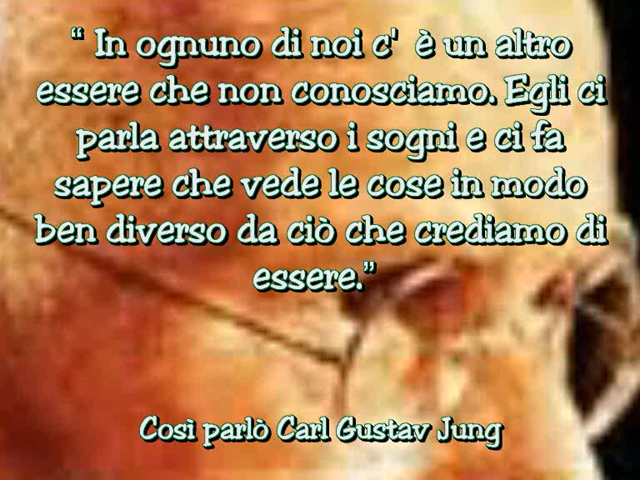 “ In ognuno di noi c' è un altro
essere che non conosciamo. Egli ci
parla attraverso i sogni e ci fa
sapere che vede le cose in modo
ben diverso da ciò che crediamo di
essere.”
Così parlò Carl Gustav Jung